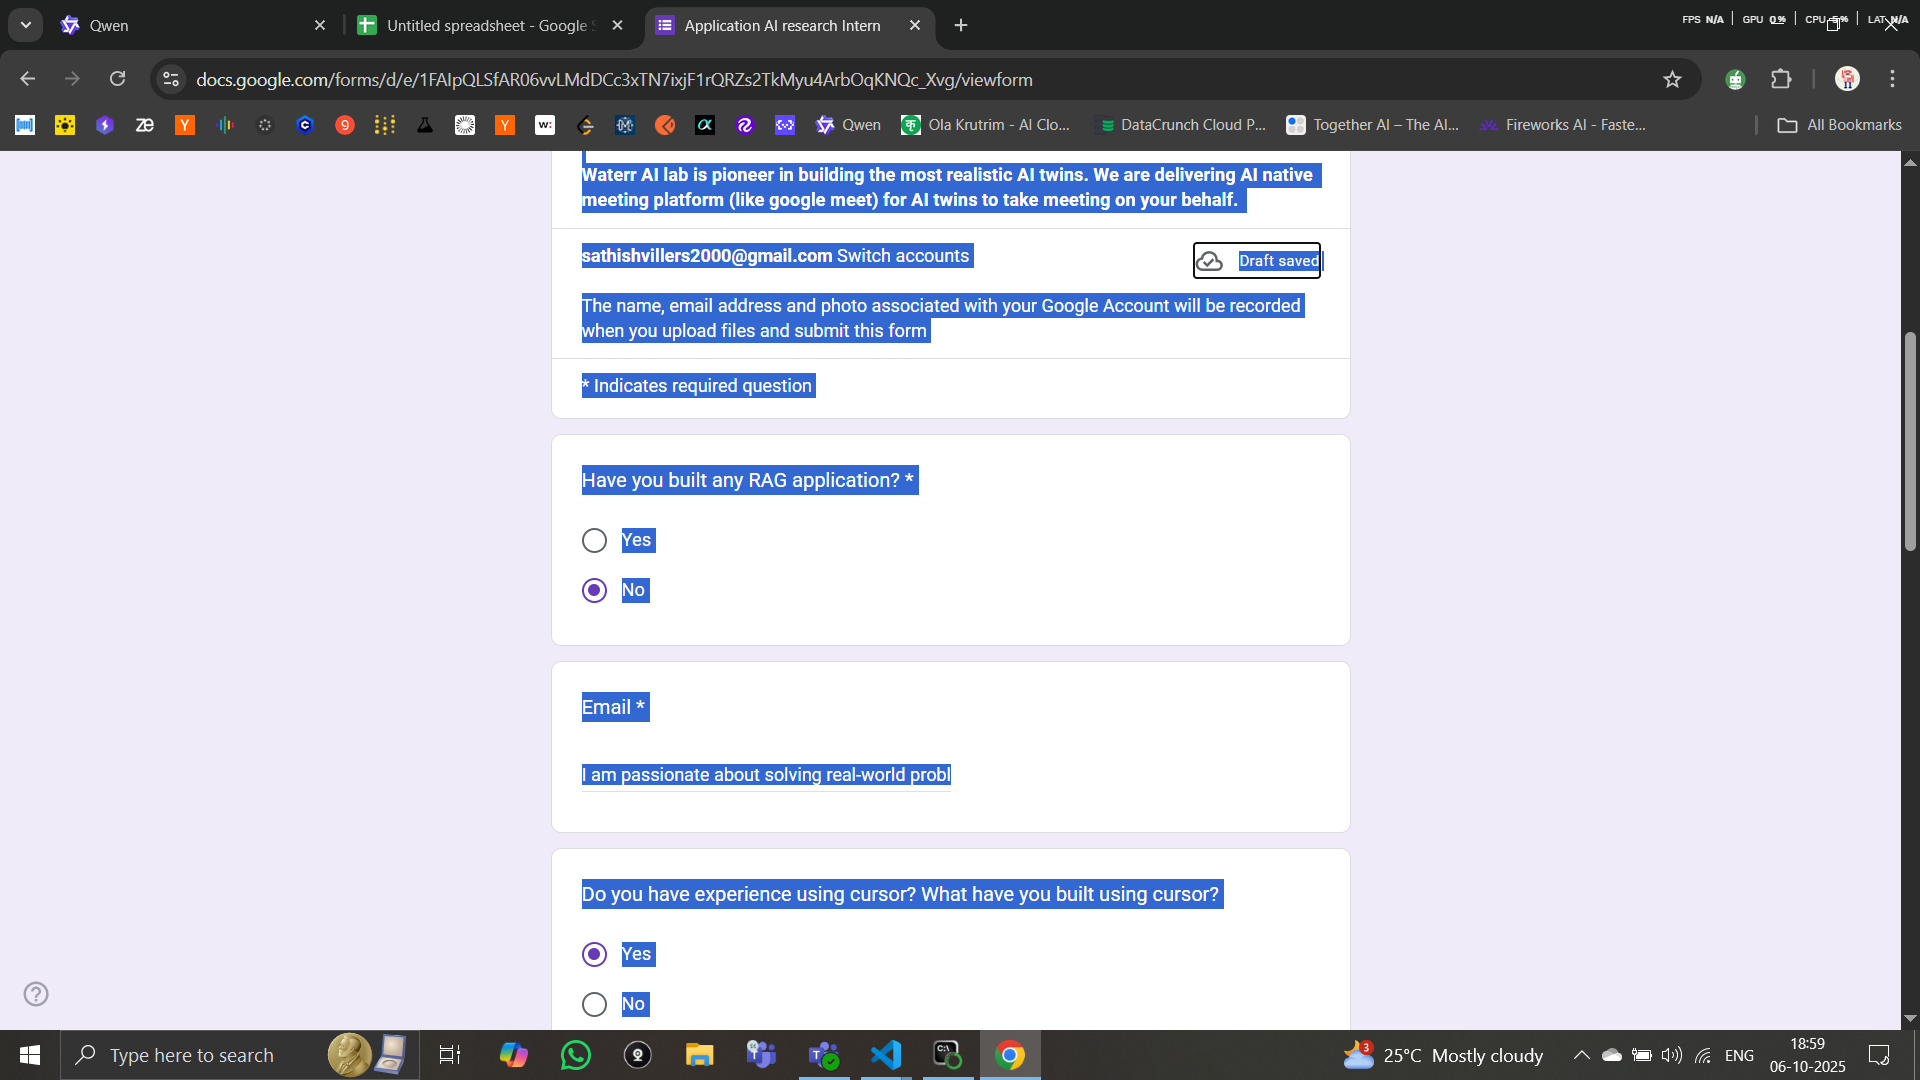 Qwen
Untitled spreadsheet - Google S
Application AI research Intern
FPS N/A
GPU 0 %
CPU
LAT N/A
docs.google.com/forms/d/e/1FAIpQLSfAR06vvLMdDCc3xTN7ixjF1rQRZs2TkMyu4ArbOqKNQc_Xvg/viewform
Qwen
Ola Krutrim - AI Clo...
DataCrunch Cloud P...
Together AI – The AI...
Fireworks AI - Faste...
All Bookmarks
Waterr AI lab is pioneer in building the most realistic AI twins. We are delivering AI native
meeting platform (like google meet) for AI twins to take meeting on your behalf.
sathishvillers2000@gmail.com Switch accounts
Draft saved
The name, email address and photo associated with your Google Account will be recorded
when you upload files and submit this form
* Indicates required question
Have you built any RAG application? *
Yes
No
Email *
I am passionate about solving real-world probl
Do you have experience using cursor? What have you built using cursor?
Yes
No
Type here to search
25°C Mostly cloudy
ENG
18:59
06-10-2025